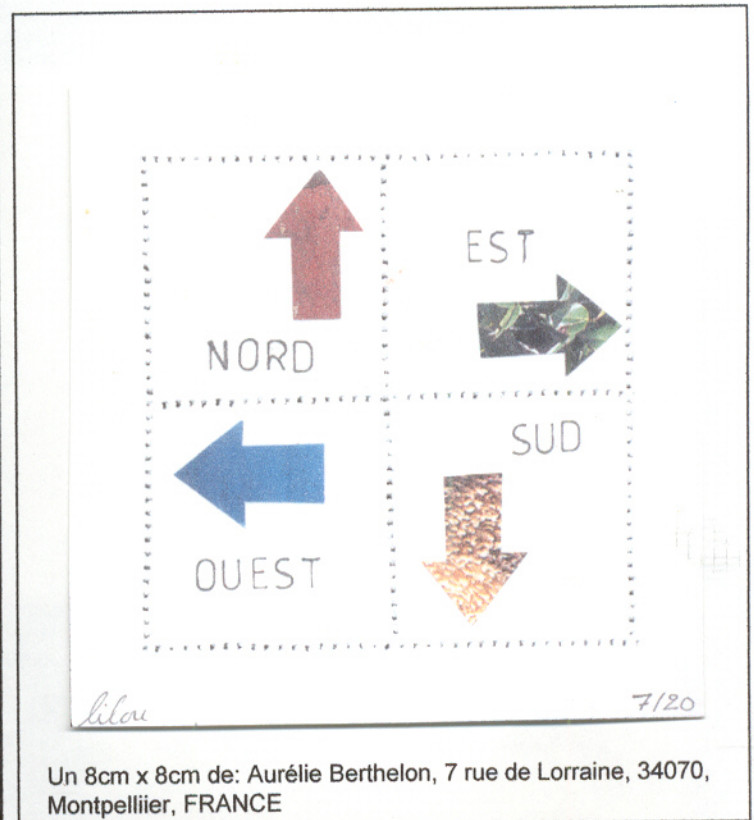 NORD
EST
OUEST
SUD
lilou
7/20
Un 8cm x 8cm de: Aurélie Berthelon, 7 rue de Lorraine, 34070,
Montpelliier, FRANCE